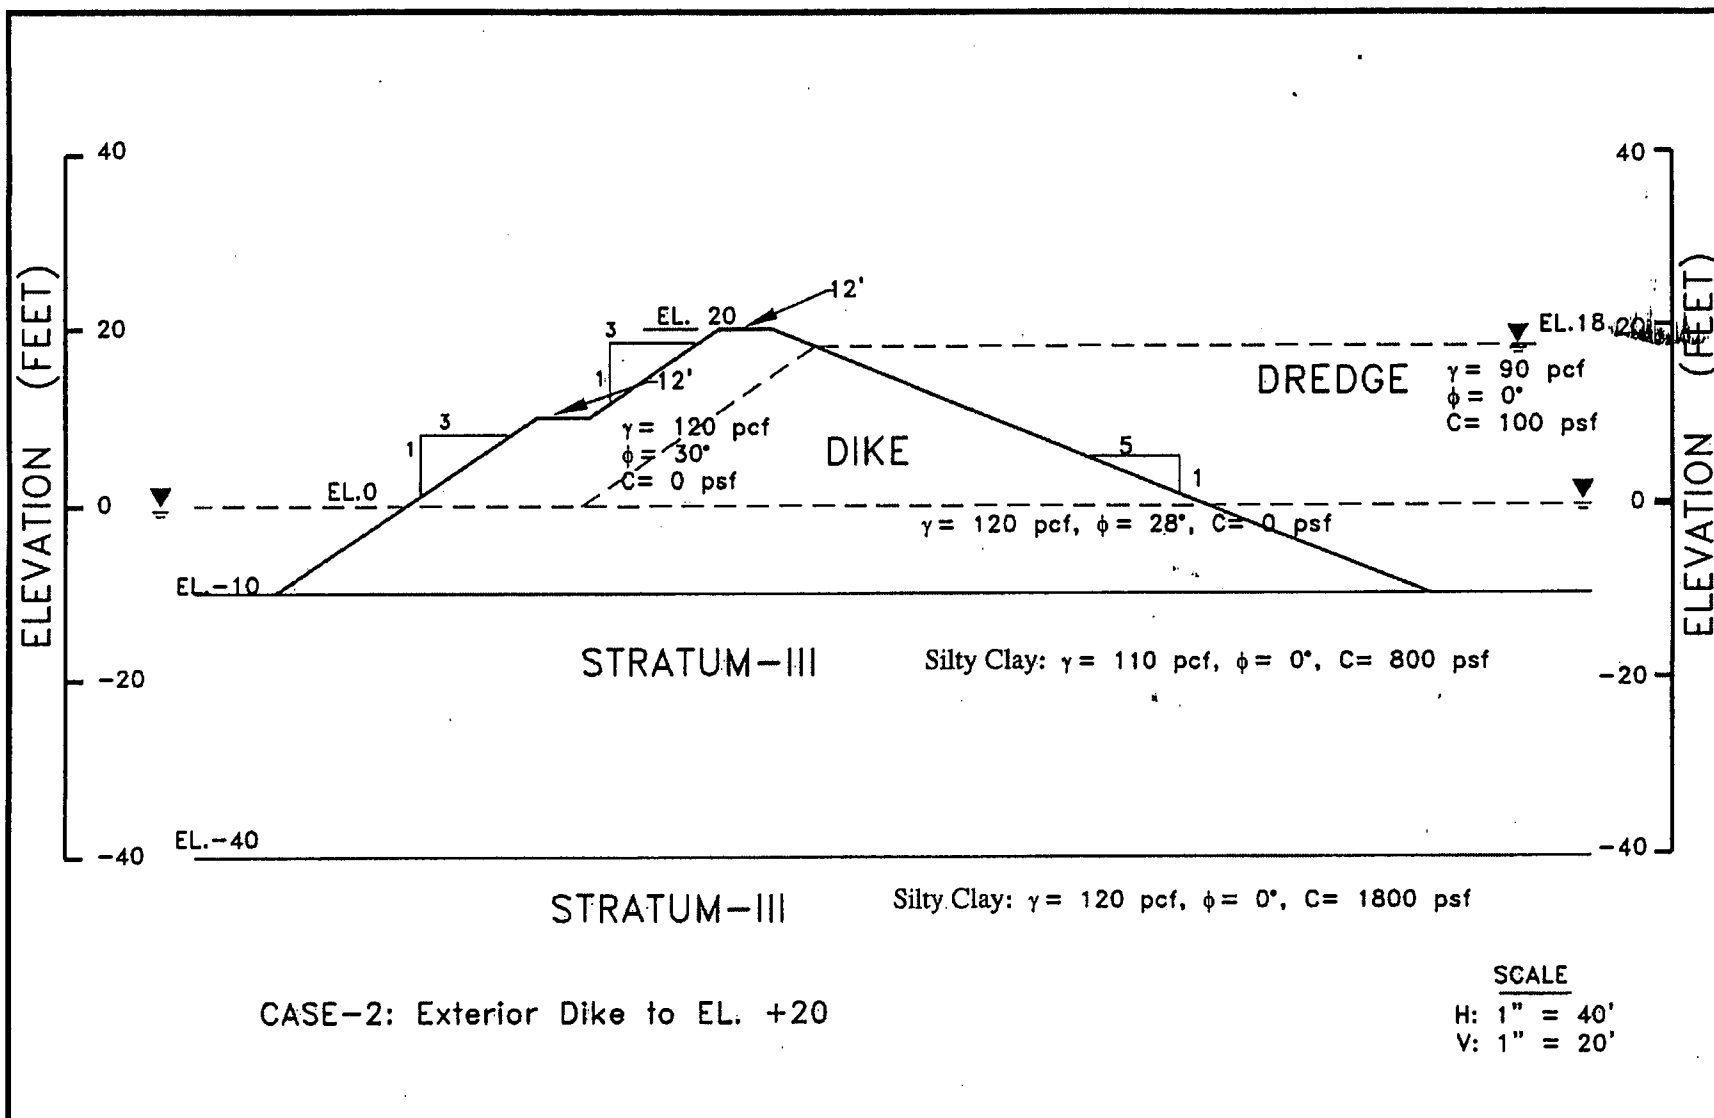 40
40
ELEVATION (FEET)
ELEVATION (FEET)
12'
EL. 20
20
3
EL.18
20
DREDGE
γ= 90 pcf
ϕ= 0°
C= 100 psf
1
12'
3
1
γ= 120 pcf
ϕ= 30°
C= 0 psf
DIKE
5
1
EL.0
0
0
γ= 120 pcf, ϕ= 28°, C= 0 psf
EL.-10
STRATUM-III
Silty Clay: γ= 110 pcf, ϕ= 0°, C= 800 psf
-20
-20
EL.-40
-40
-40
STRATUM-III
Silty Clay: γ= 120 pcf, ϕ= 0°, C= 1800 psf
CASE-2: Exterior Dike to EL. +20
SCALE
H: 1" = 40'
V: 1" = 20'